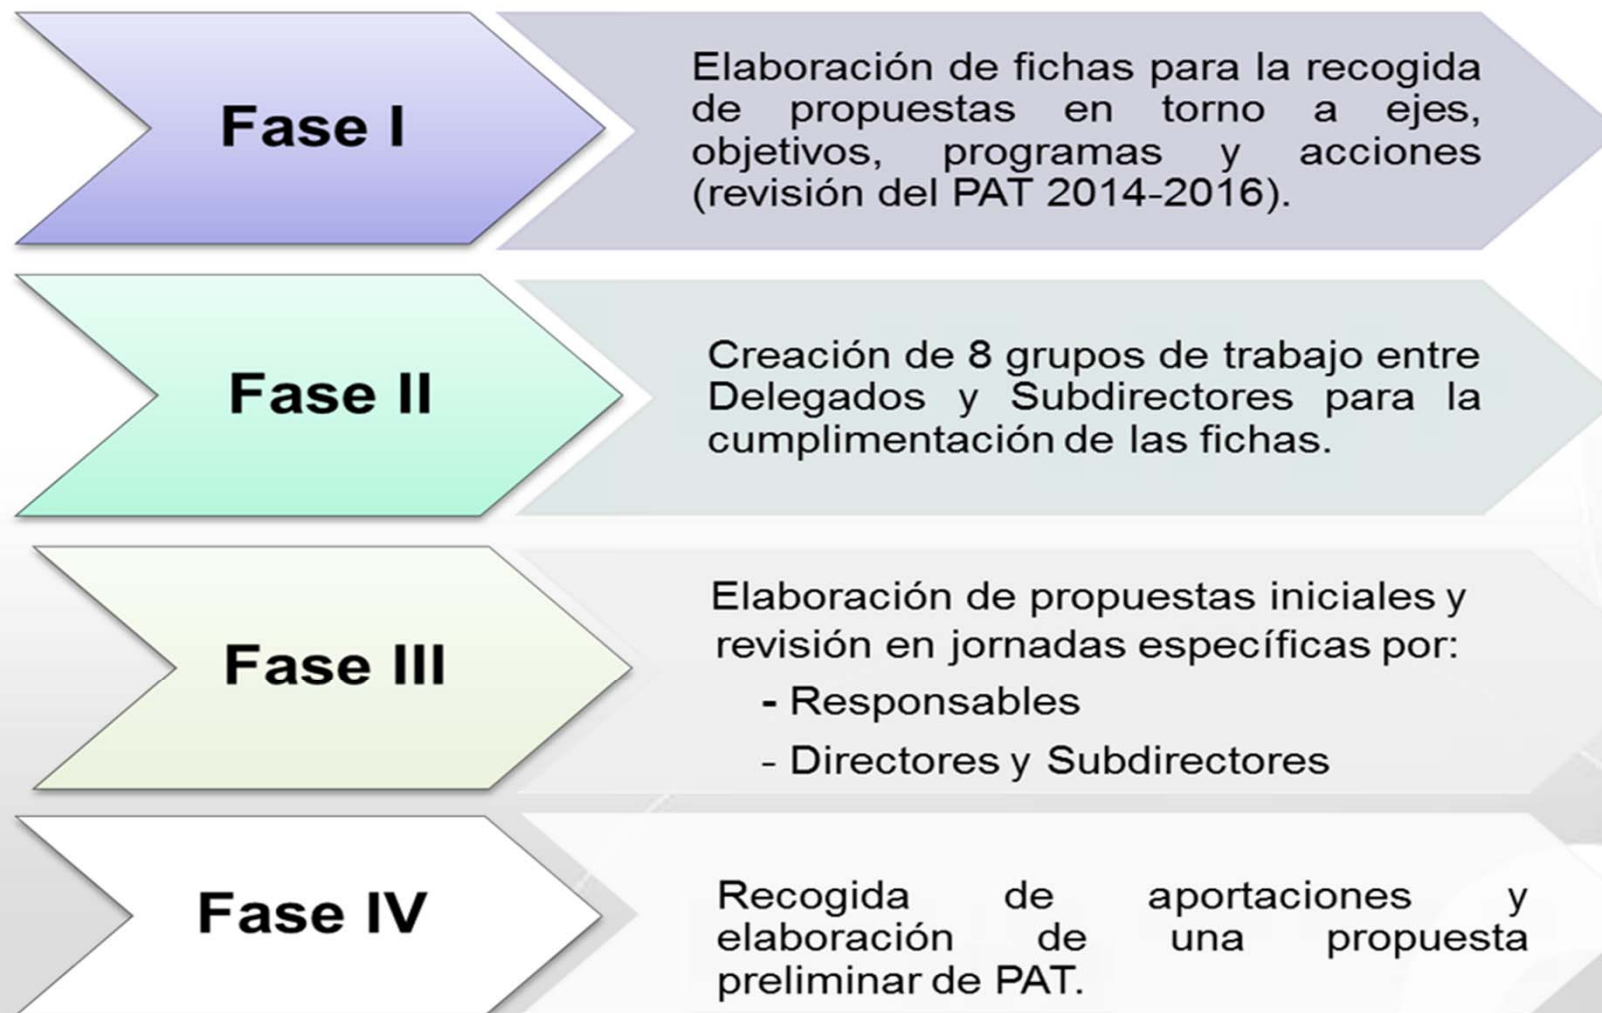 Fase I
Elaboración de fichas para la recogida
de propuestas en torno a ejes,
objetivos, programas y acciones
(revisión del PAT 2014-2016).
Fase II
Creación de 8 grupos de trabajo entre
Delegados y Subdirectores para la
cumplimentación de las fichas.
Fase III
Elaboración de propuestas iniciales y
revisión en jornadas específicas por:
- Responsables
- Directores y Subdirectores
Fase IV
Recogida de aportaciones y
elaboración de una propuesta
preliminar de PAT.